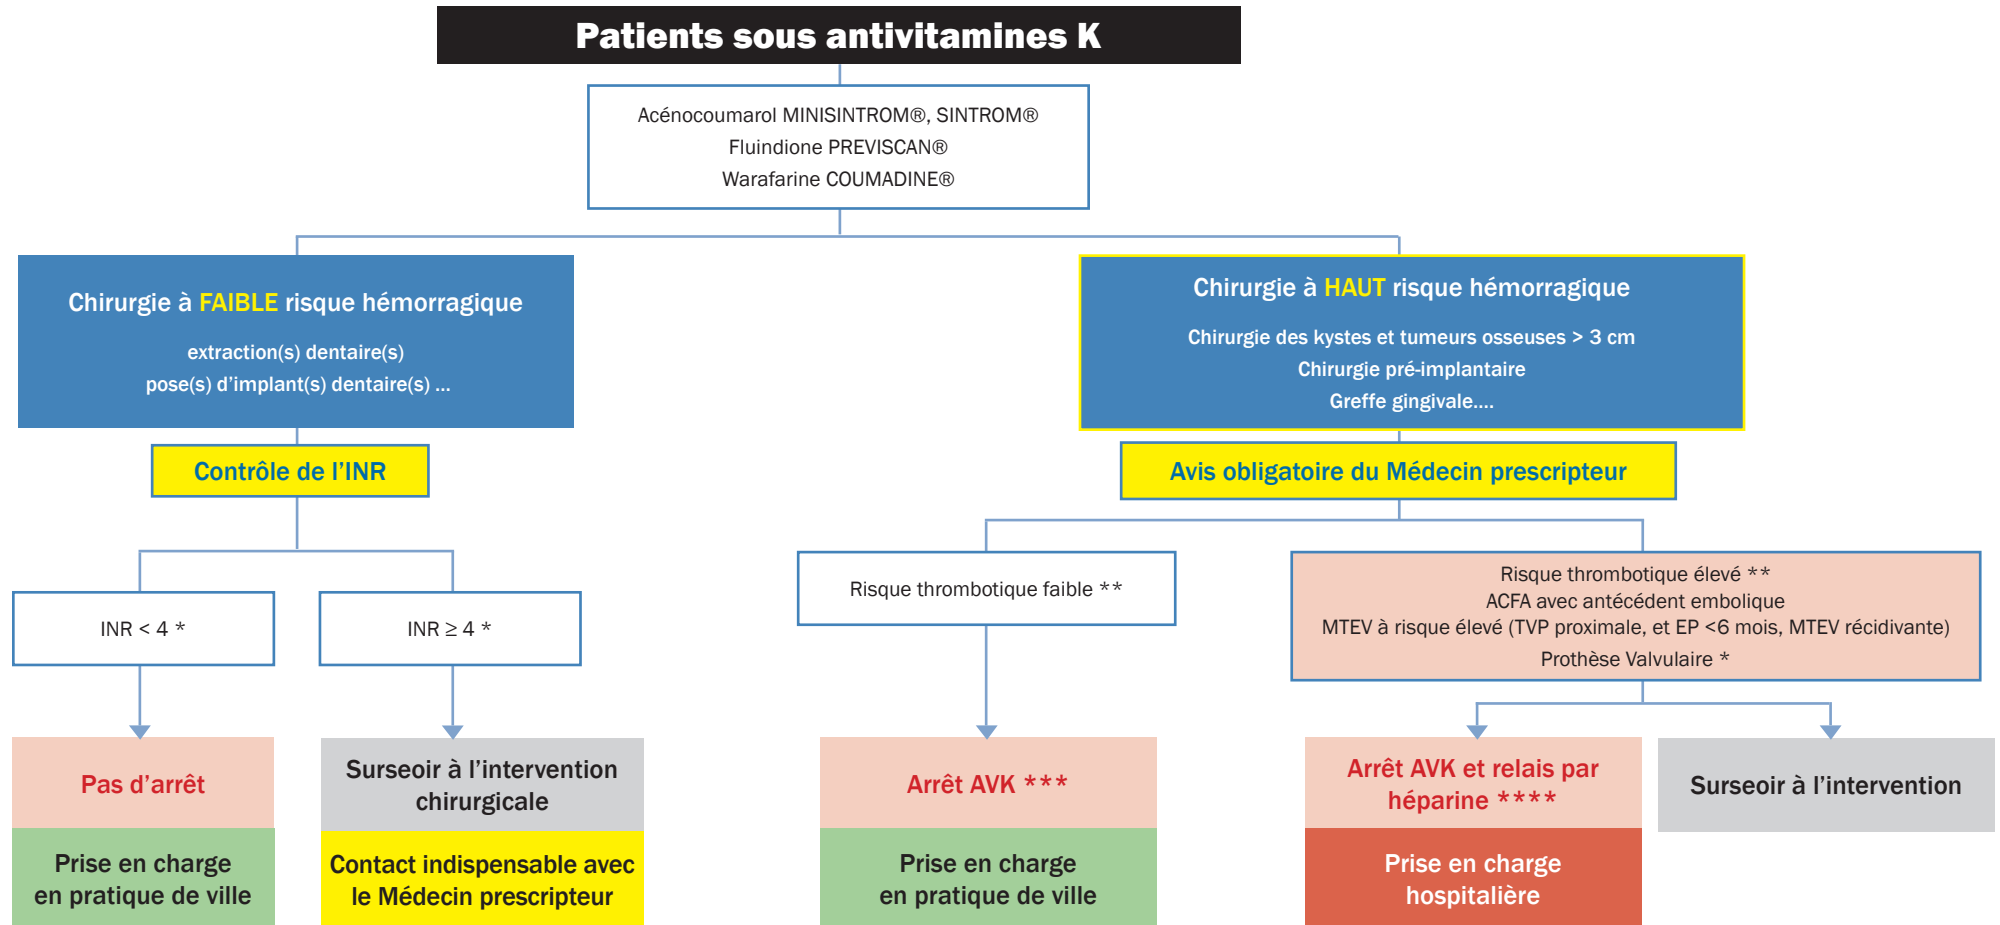 Patients sous antivitamines K
Acénocoumarol MINISINTROM®, SINTROM®
Fluindione PREVISCAN®
Warafarine COUMADINE®
Chirurgie à FAIBLE risque hémorragique
extraction(s) dentaire(s)
pose(s) d’implant(s) dentaire(s) ...
Contrôle de l’INR
INR < 4 *
INR ≥ 4 *
Pas d’arrêt
Prise en charge
en pratique de ville
Surseoir à l’intervention
chirurgicale
Contact indispensable avec
le Médecin prescripteur
Chirurgie à HAUT risque hémorragique
Chirurgie des kystes et tumeurs osseuses > 3 cm
Chirurgie pré-implantaire
Greffe gingivale....
Avis obligatoire du Médecin prescripteur
Risque thrombotique faible **
Arrêt AVK ***
Prise en charge
en pratique de ville
Risque thrombotique élevé **
ACFA avec antécédent embolique
MTEV à risque élevé (TVP proximale, et EP <6 mois, MTEV récidivante)
Prothèse Valvulaire *
Arrêt AVK et relais par
héparine ****
Prise en charge
hospitalière
Surseoir à l’intervention